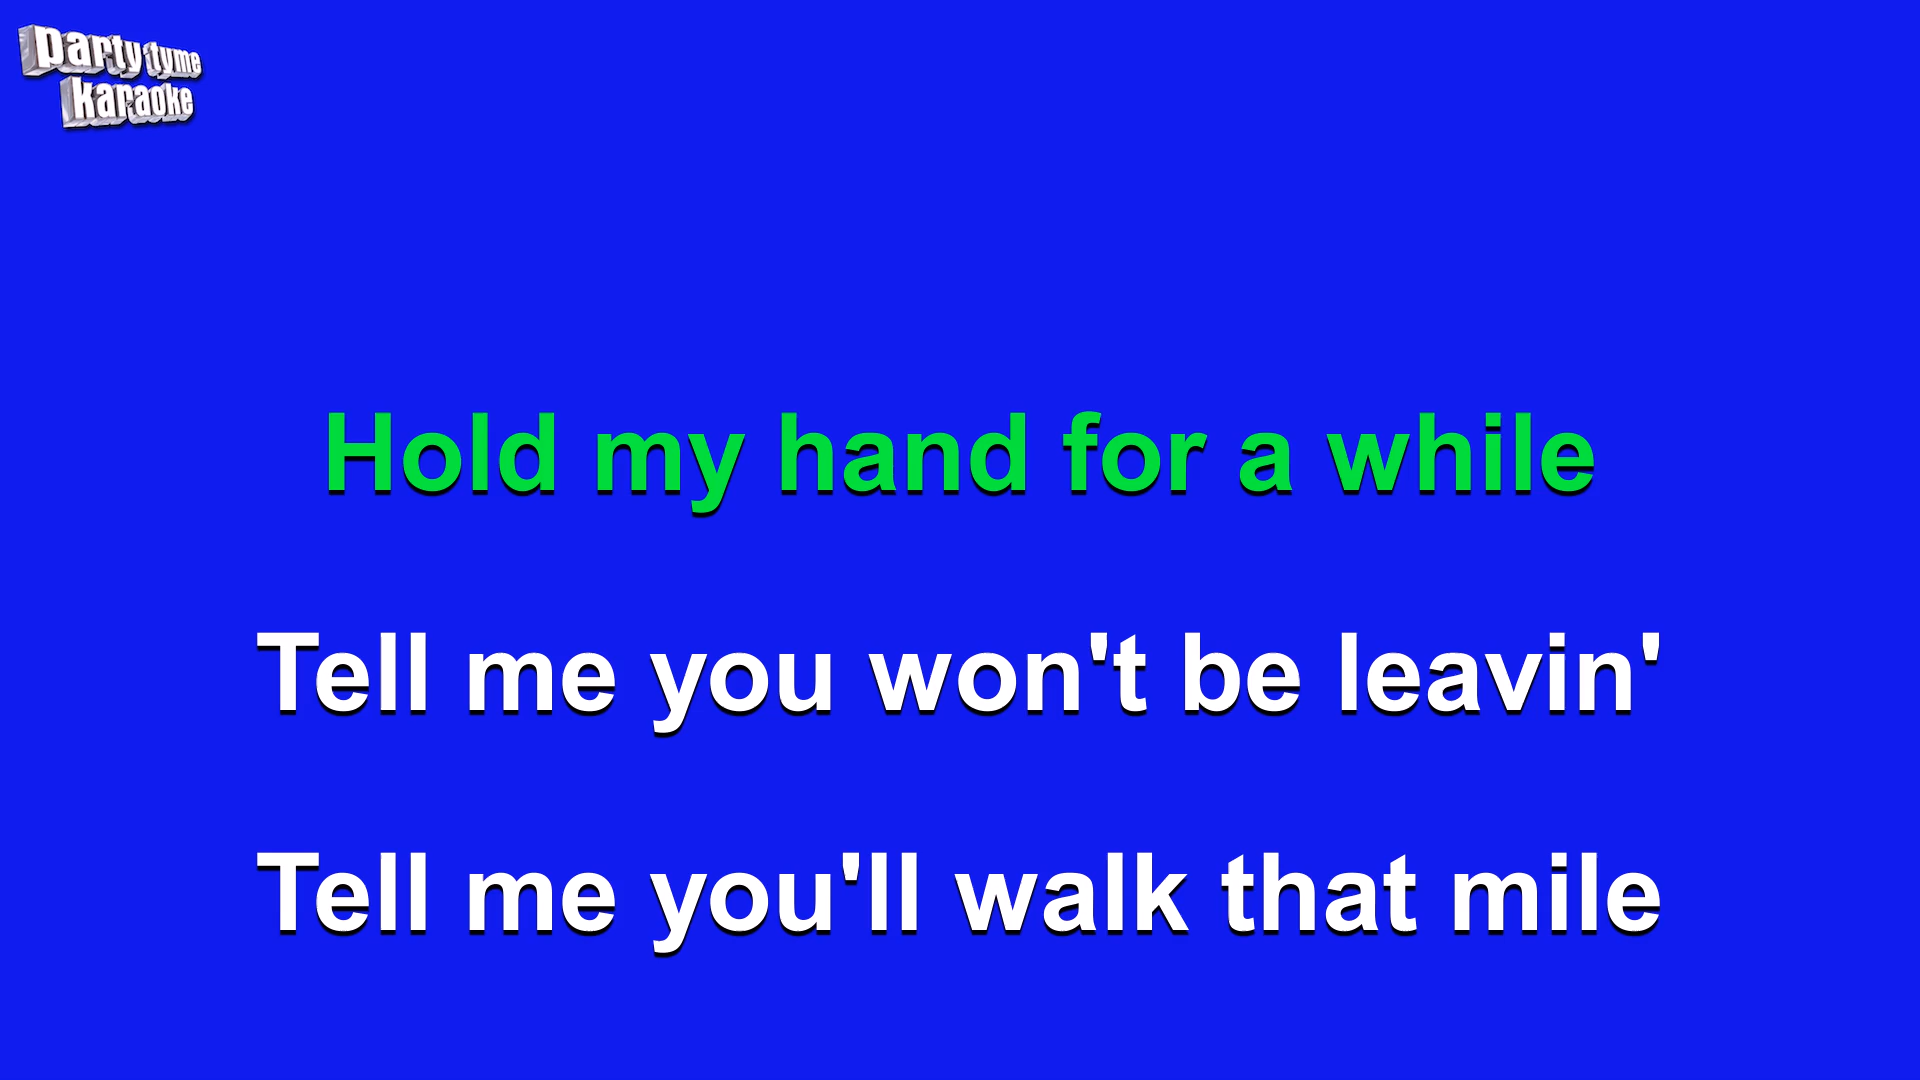 party tyme
karaoke
Hold my hand for a while
Tell me you won't be leavin'
Tell me you'll walk that mile